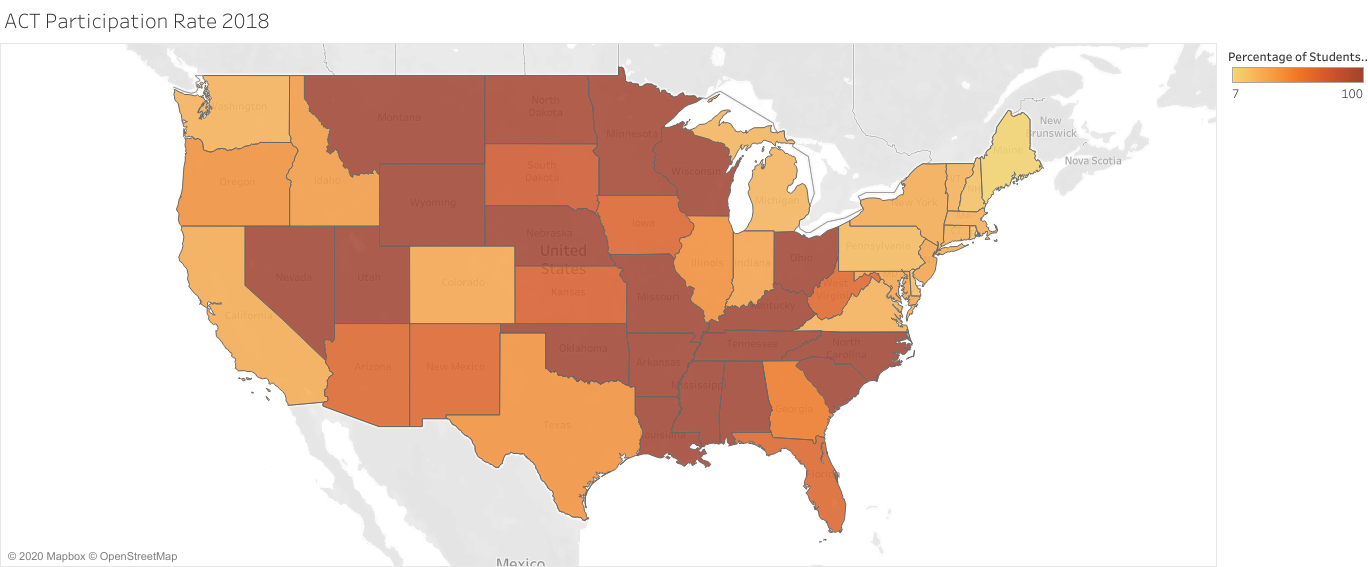 ACT Participation Rate 2018
Percentage of Students..
7
100
Washington
Montana
North
Dakota
Minnesota
New
Brunswick
Maine
Nova Scotia
Oregon
Idaho
South
Dakota
Wisconsin
Wyoming
Michigan
New York
Iowa
Nebraska
United
States
Pennsylvania
Nevada
Utah
Colorado
Illinois
Indiana
Ohio
Kansas
Missouri
West
Virginia
Kentucky
California
Arizona
New Mexico
Oklahoma
Arkansas
Tennessee
North
Carolina
Mississippi
Texas
Georgia
Louisiana
Florida
Mexico
© 2020 Mapbox © OpenStreetMap